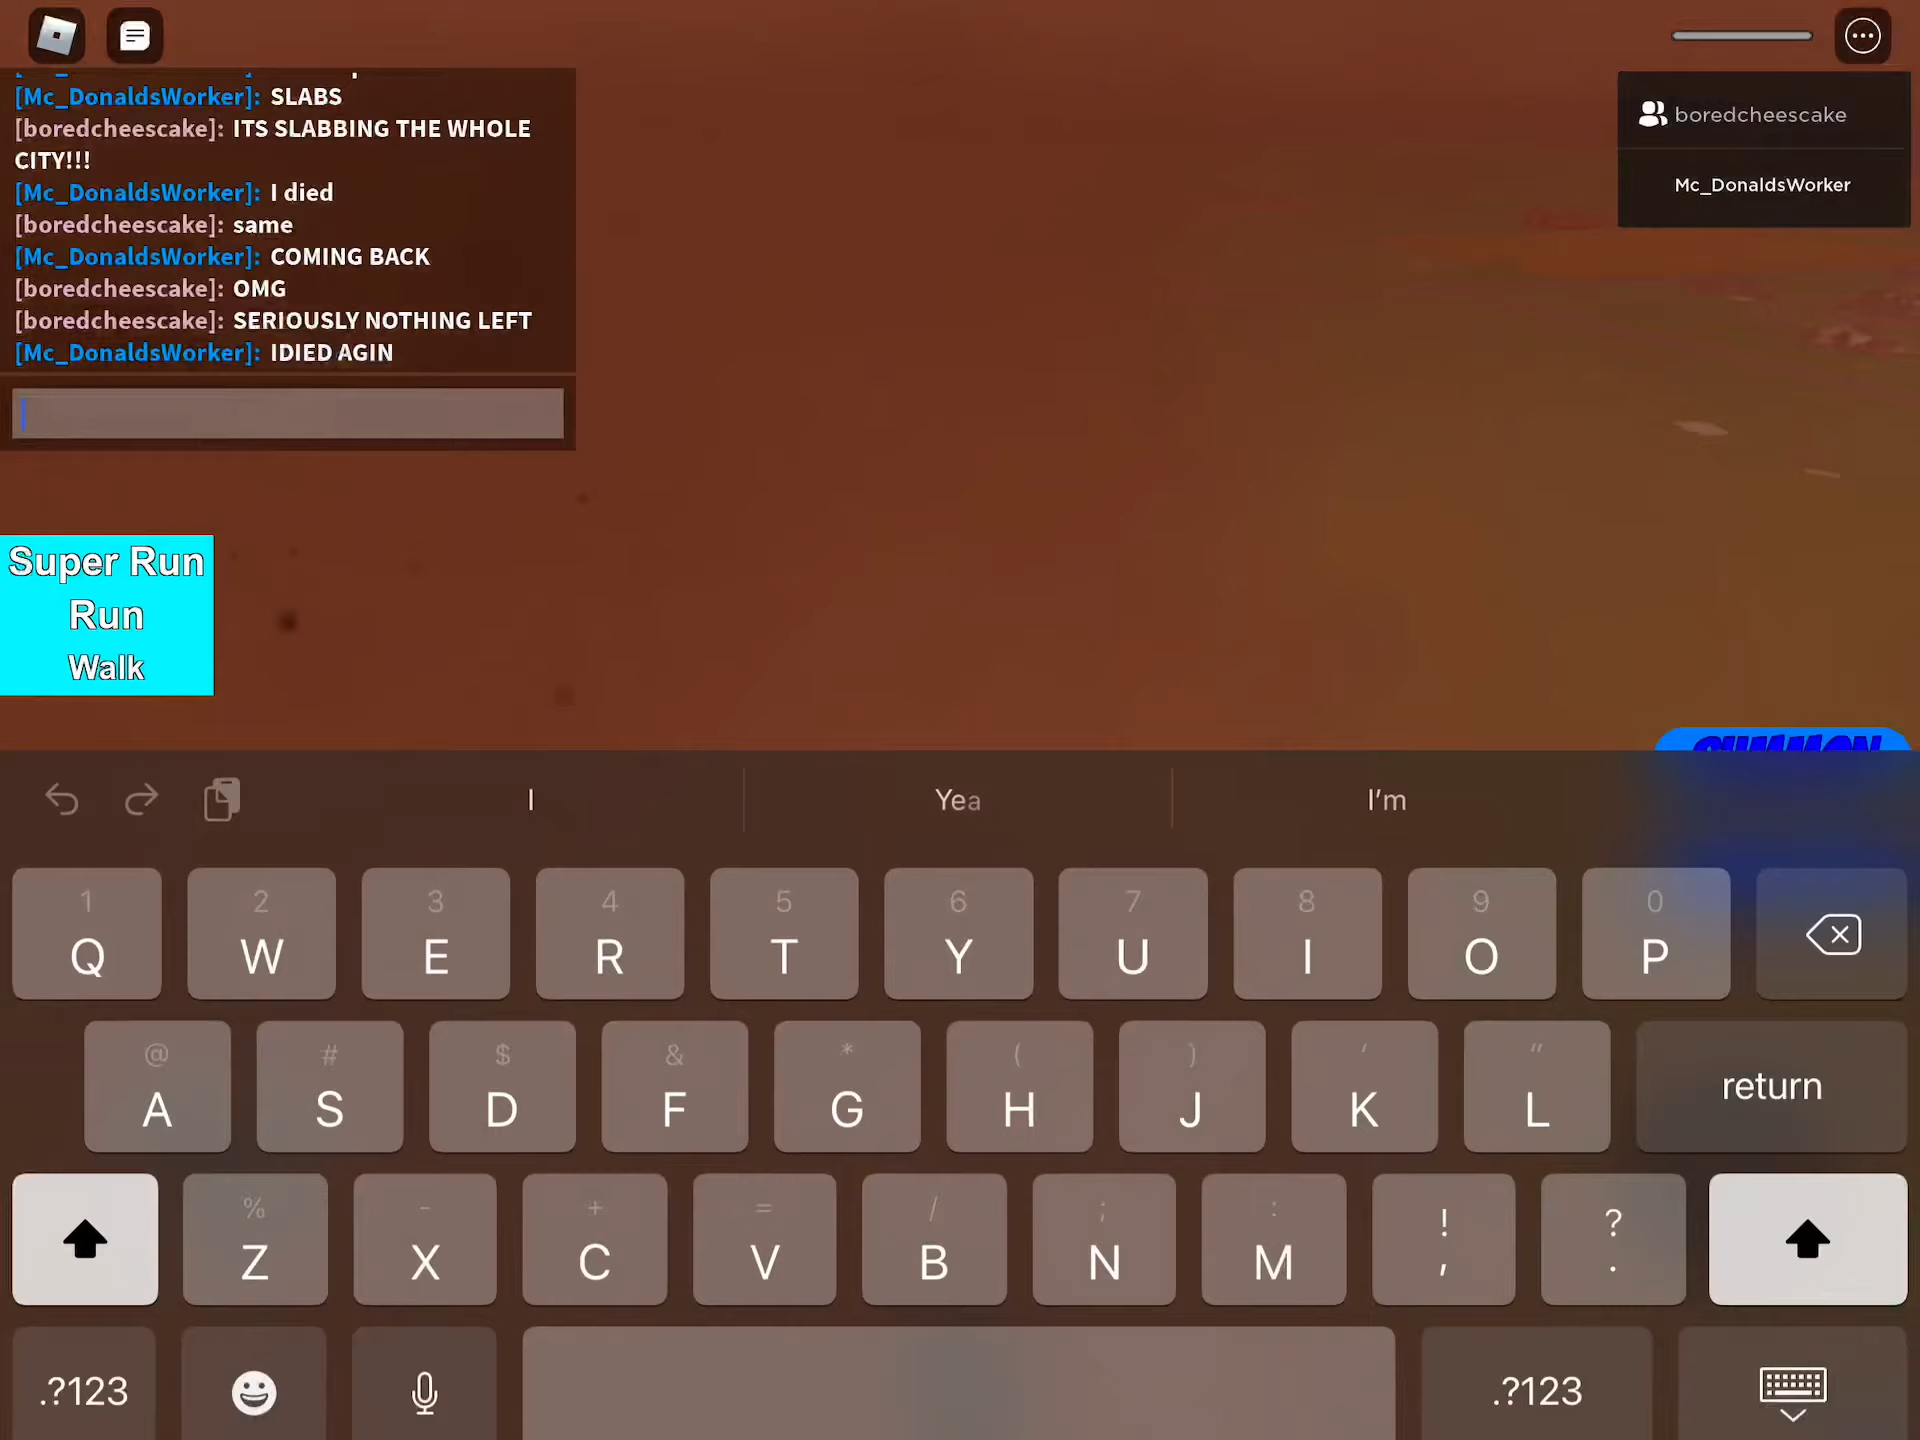 [Mc_DonaldsWorker]: SLABS
[boredcheescake]: ITS SLABBING THE WHOLE
CITY!!!
[Mc_DonaldsWorker]: I died
[boredcheescake]: same
[Mc_DonaldsWorker]: COMING BACK
[boredcheescake]: OMG
[boredcheescake]: SERIOUSLY NOTHING LEFT
[Mc_DonaldsWorker]: IDIED AGIN
boredcheescake
Mc_DonaldsWorker
Super Run
Run
Walk
I Yea I'm
1 2 3 4 5 6 7 8 9 0
Q W E R T Y U I O P
@ # $ & * ( ) ' "
A S D F G H J K L return
% - + = / ; : ! ?
Z X C V B N M , .
.?123 .?123